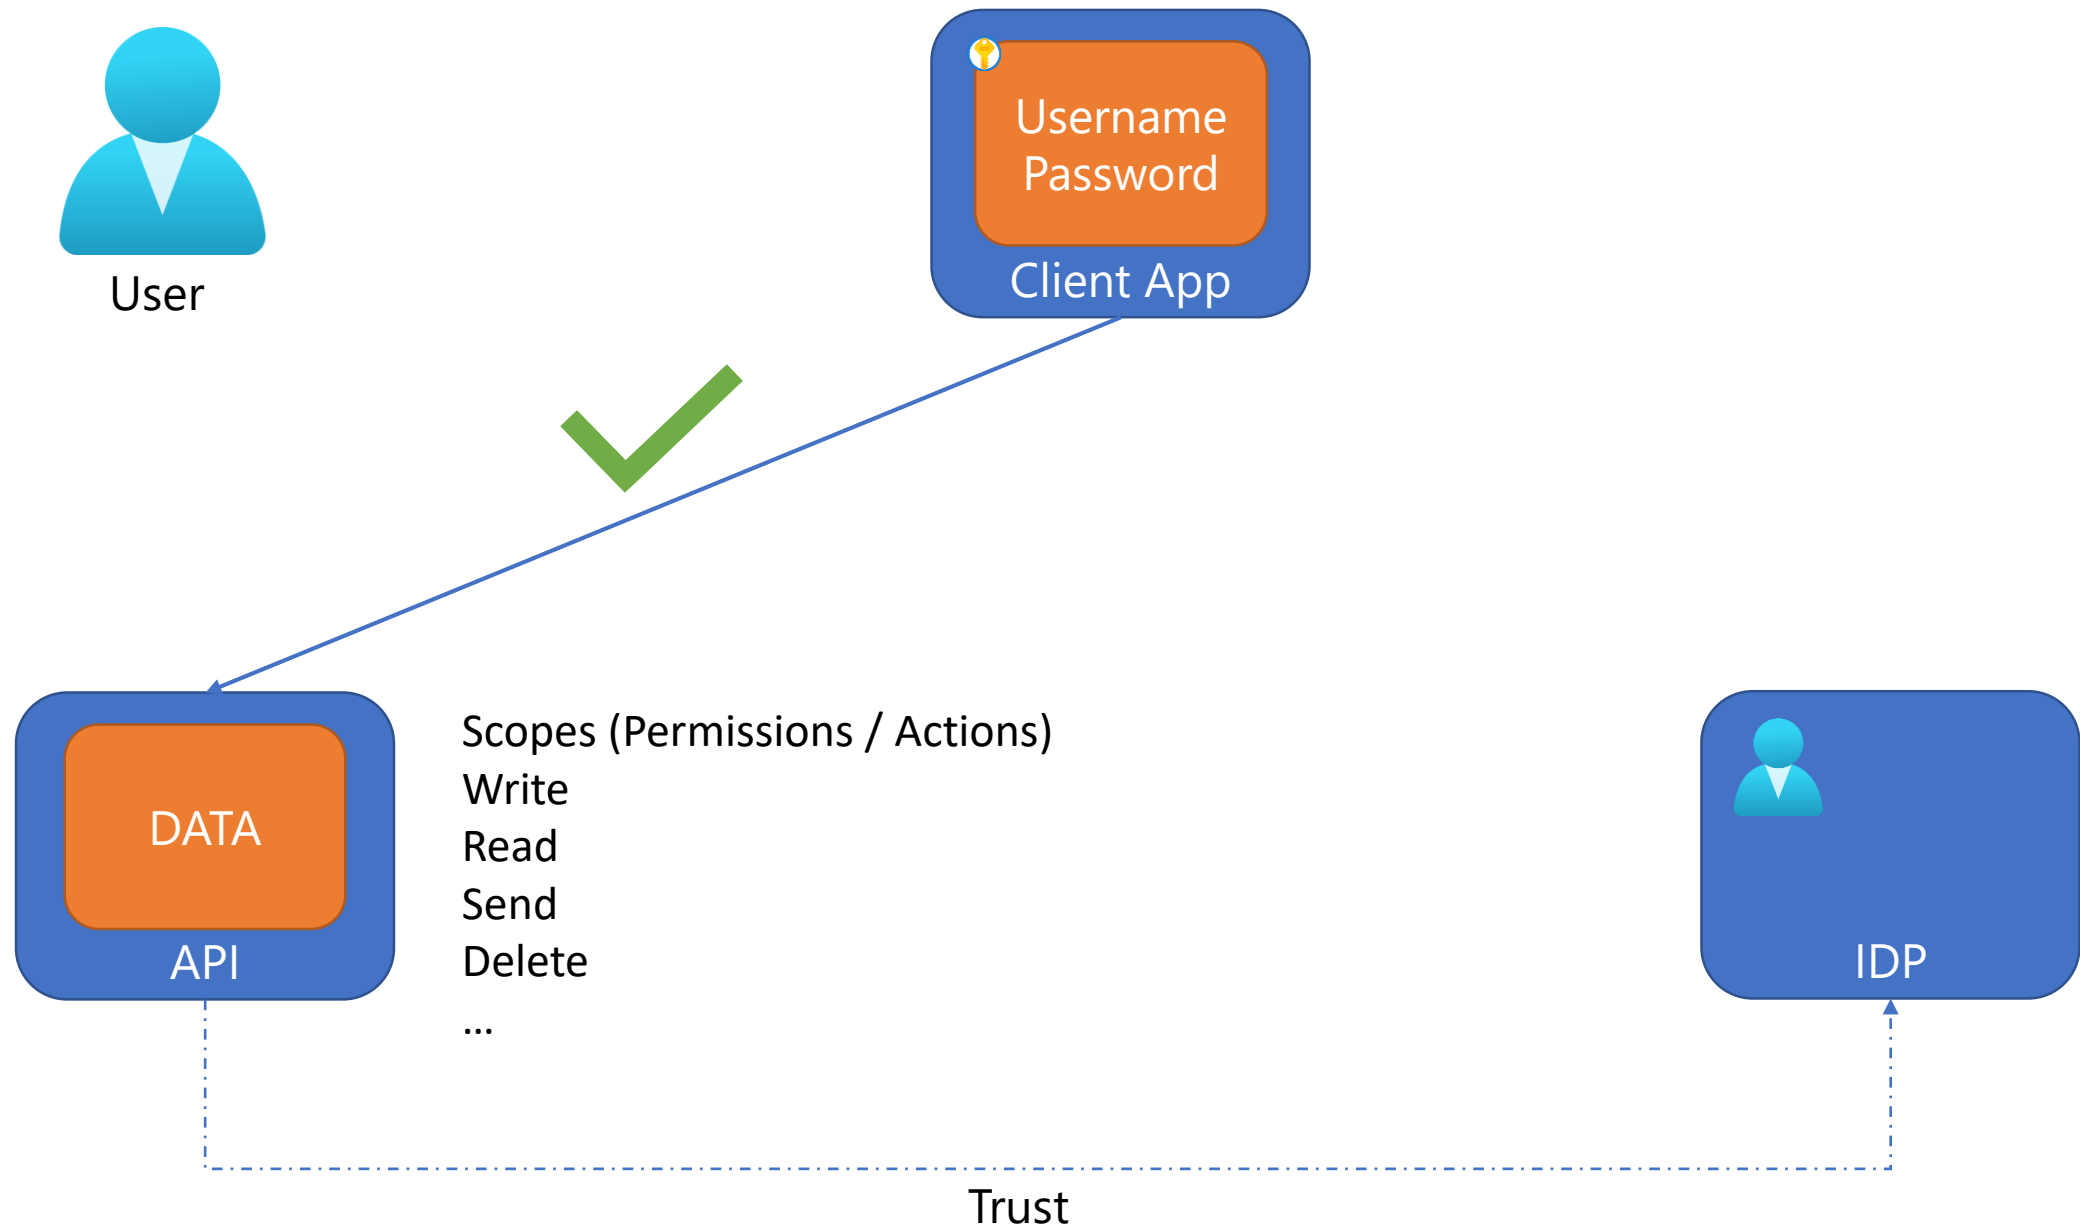 Username
Password
Client App
User
Scopes (Permissions / Actions)
Write
Read
Send
Delete
...
DATA
API
IDP
Trust